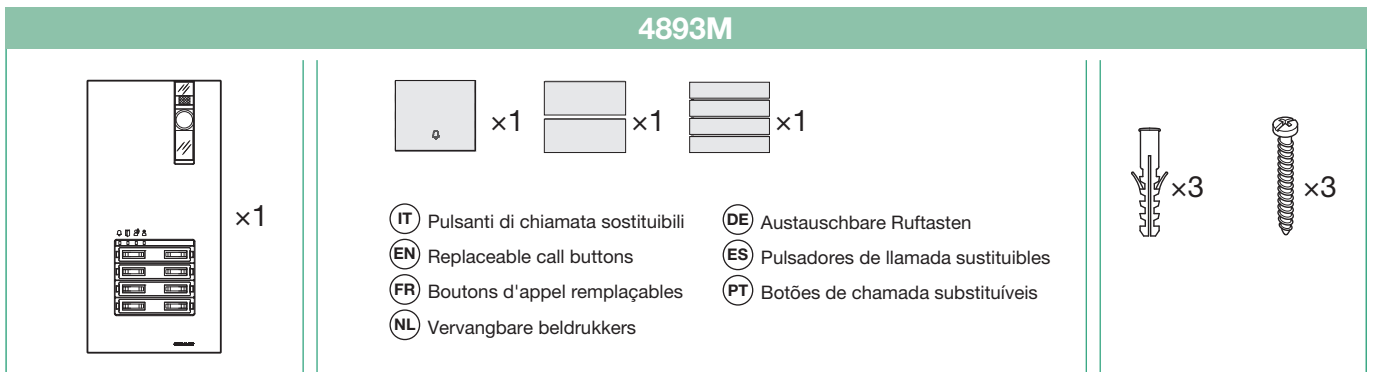 4893M
×1
×1
×1
×1
×3
×3
IT Pulsanti di chiamata sostituibili
EN Replaceable call buttons
FR Boutons d'appel remplaçables
NL Vervangbare beldrukkers
DE Austauschbare Ruftasten
ES Pulsadores de llamada sustituibles
PT Botões de chamada substituíveis